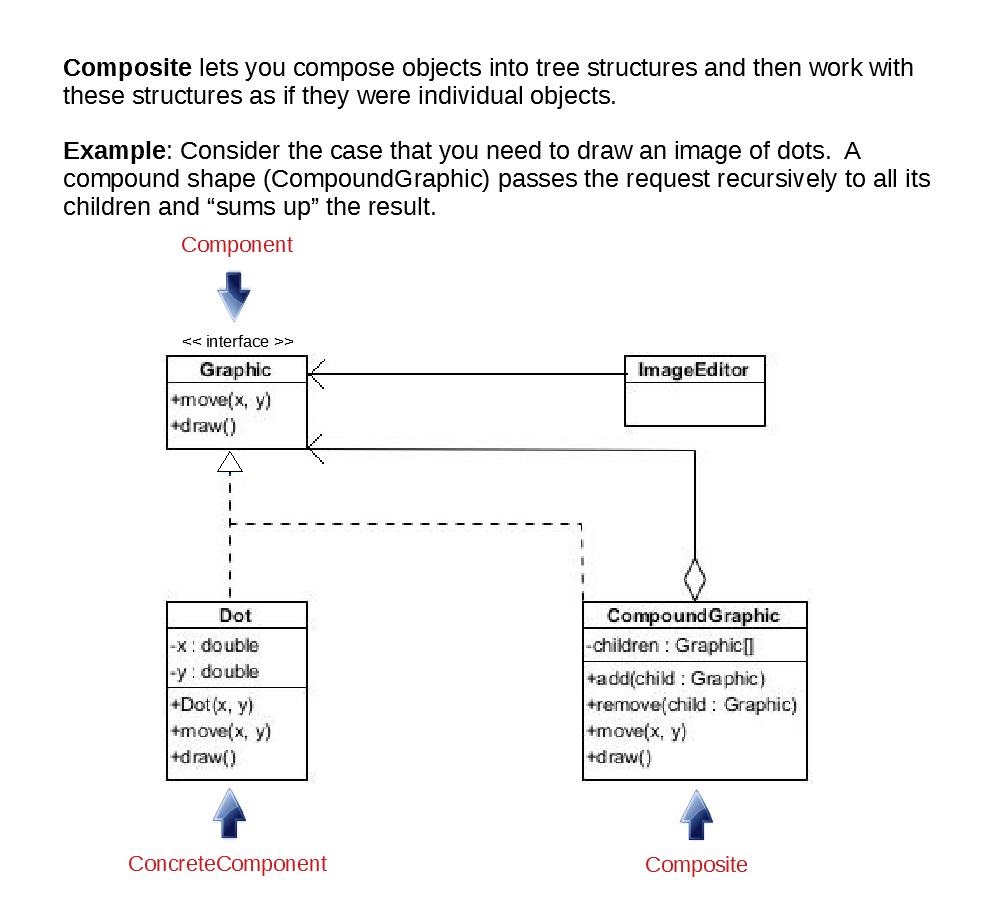 Composite lets you compose objects into tree structures and then work with
these structures as if they were individual objects.
Example: Consider the case that you need to draw an image of dots.  A
compound shape (CompoundGraphic) passes the request recursively to all its
children and “sums up” the result.
Component
<< interface >>
Graphic
+move(x, y)
+draw()
ImageEditor
Dot
-x : double
-y : double
+Dot(x, y)
+move(x, y)
+draw()
CompoundGraphic
-children : Graphic[]
+add(child : Graphic)
+remove(child : Graphic)
+move(x, y)
+draw()
ConcreteComponent
Composite